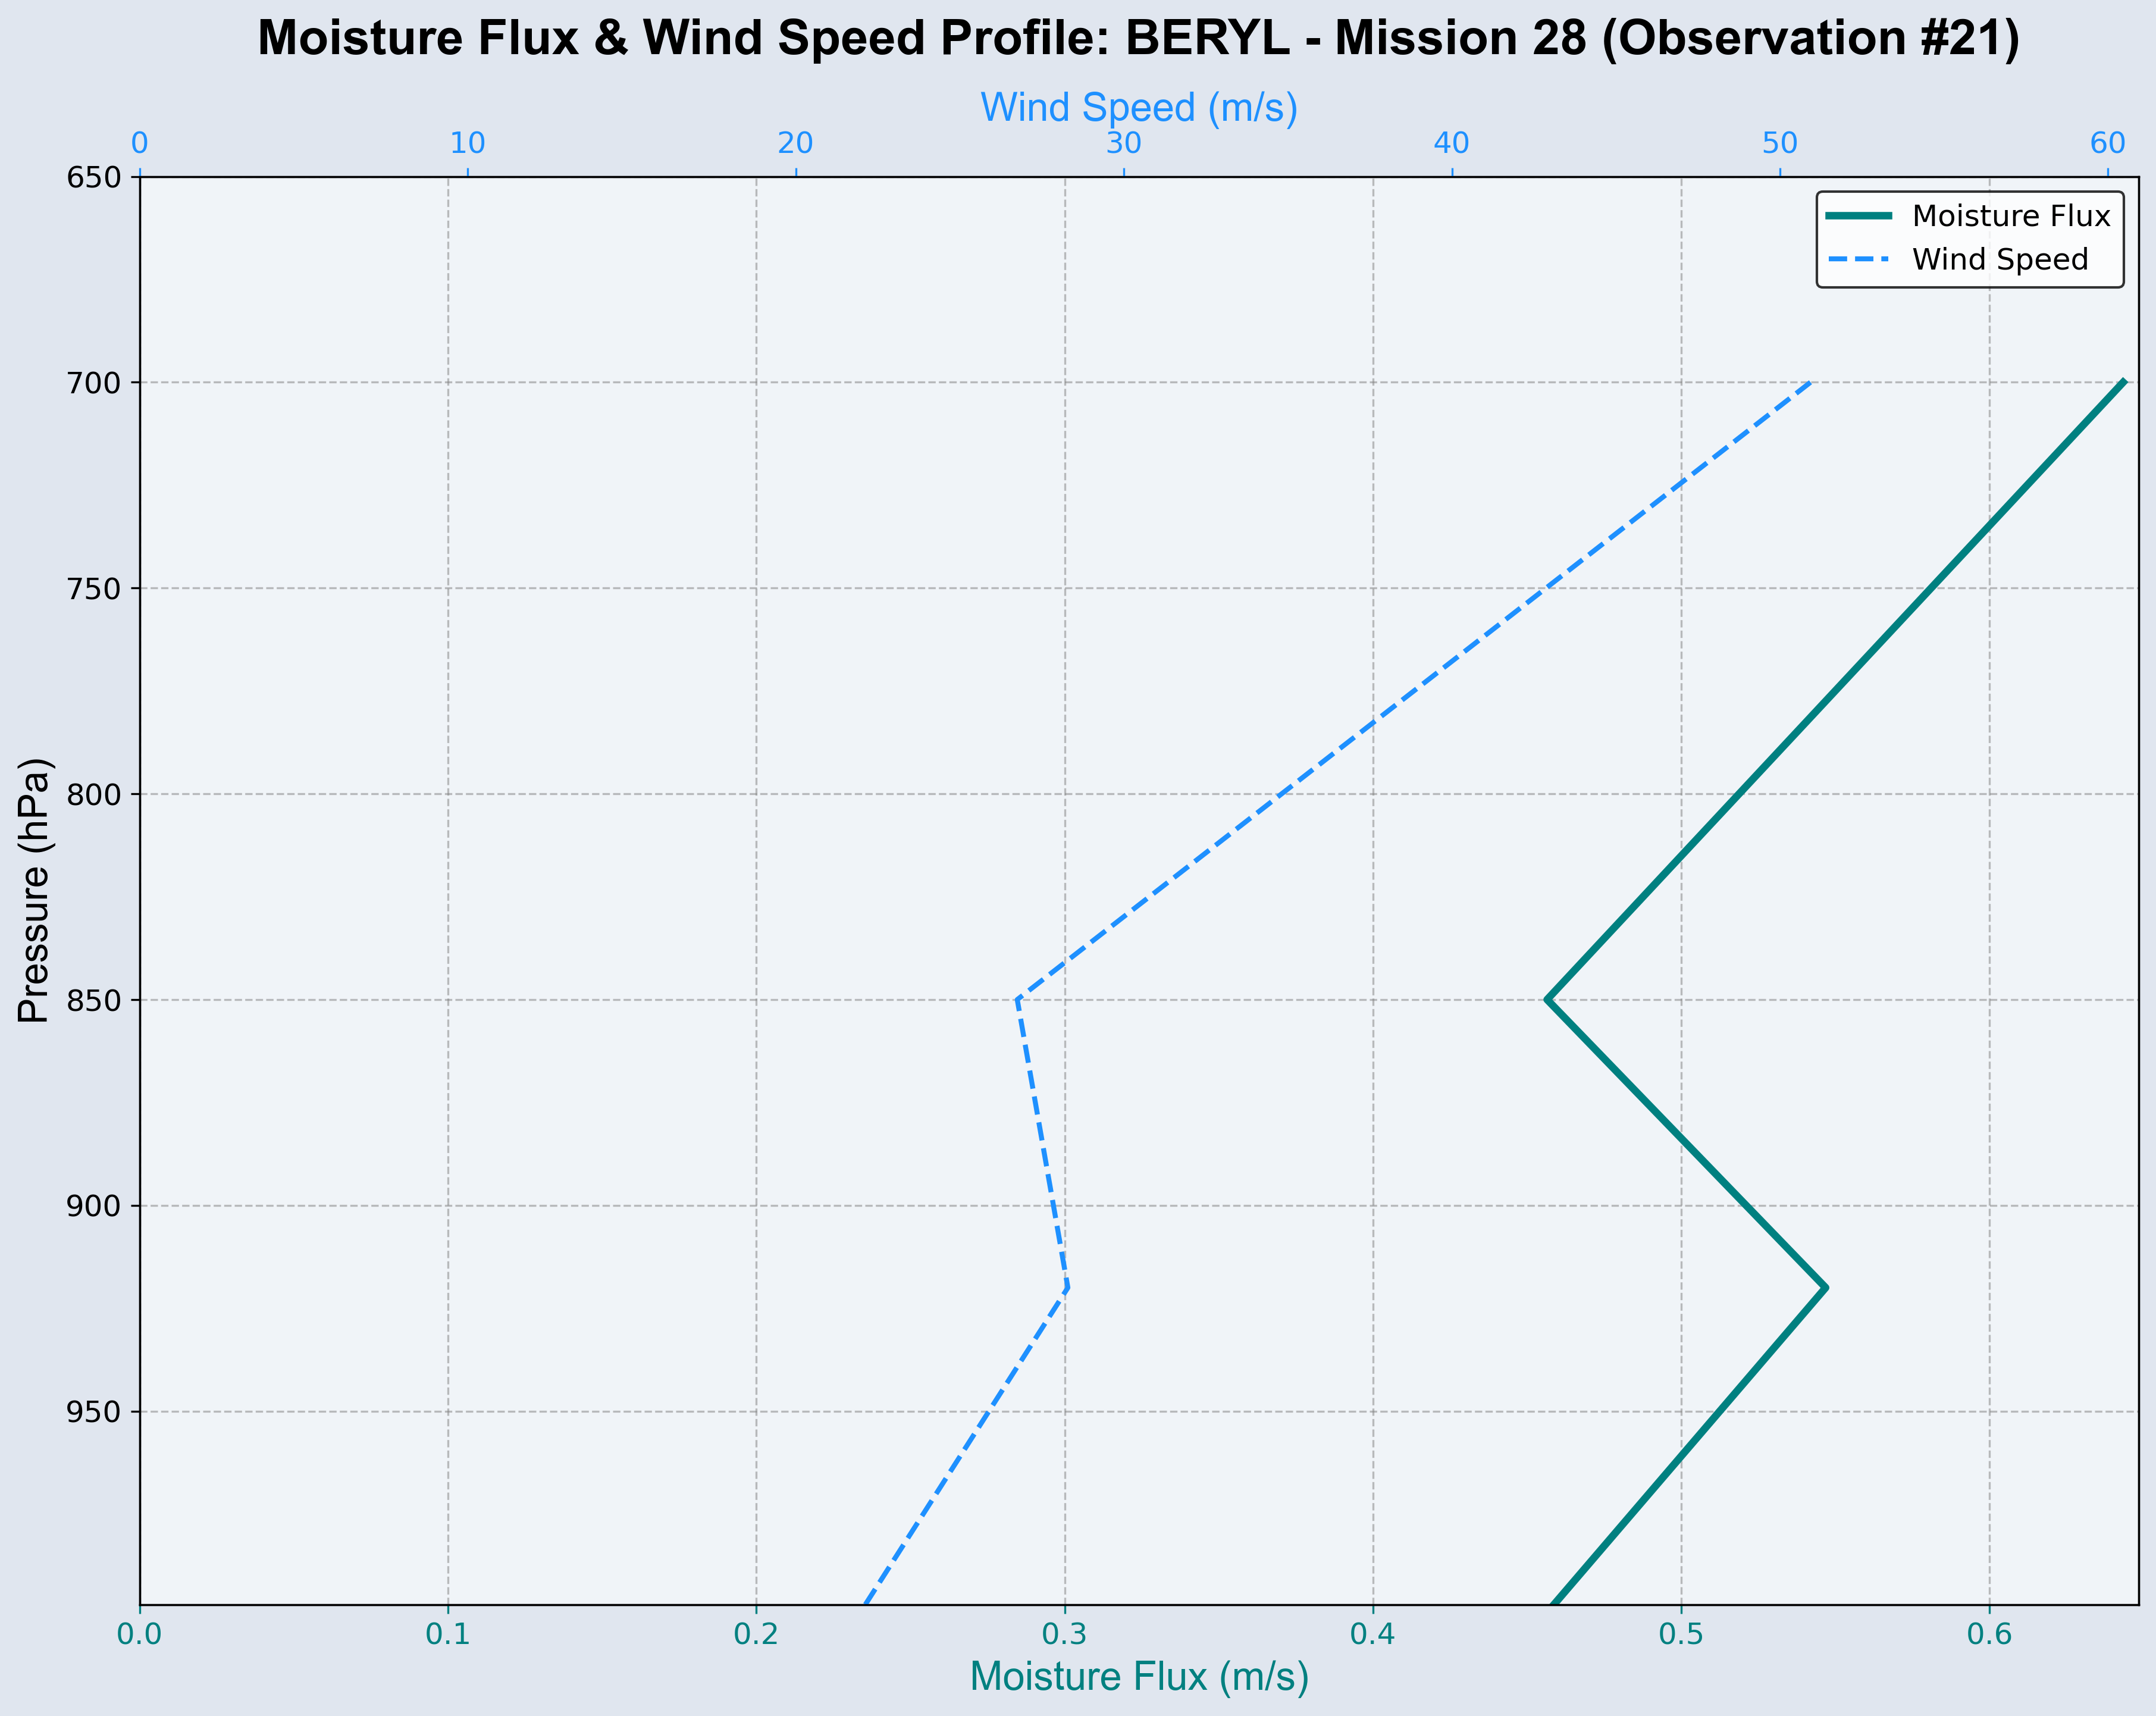 Moisture Flux & Wind Speed Profile: BERYL - Mission 28 (Observation #21)
Wind Speed (m/s)
0 10 20 30 40 50 60
Moisture Flux
Wind Speed
Pressure (hPa)
650
700
750
800
850
900
950
0.0 0.1 0.2 0.3 0.4 0.5 0.6
Moisture Flux (m/s)